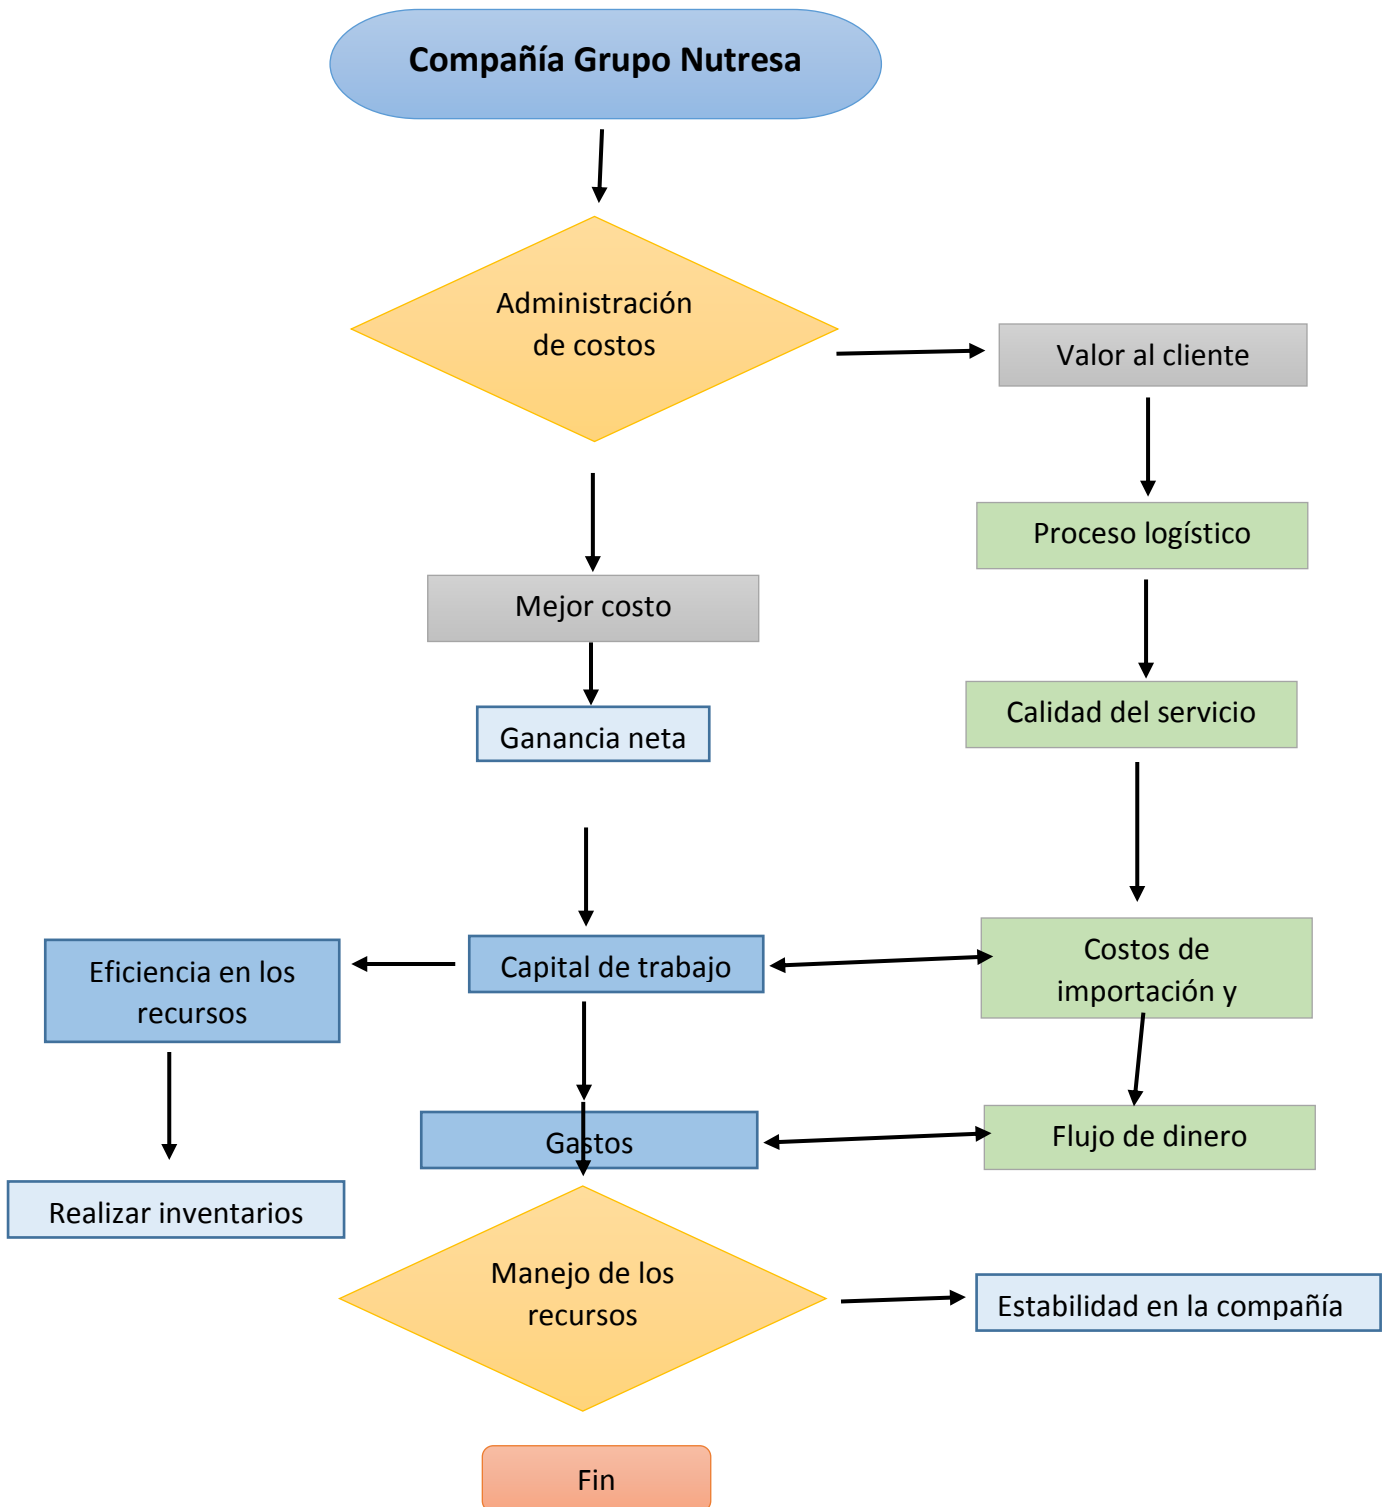 Compañía Grupo Nutresa
Administración
de costos
Valor al cliente
Proceso logístico
Mejor costo
Calidad del servicio
Ganancia neta
Eficiencia en los
recursos
Capital de trabajo
Costos de
importación y
Gastos
Flujo de dinero
Realizar inventarios
Manejo de los
recursos
Estabilidad en la compañía
Fin